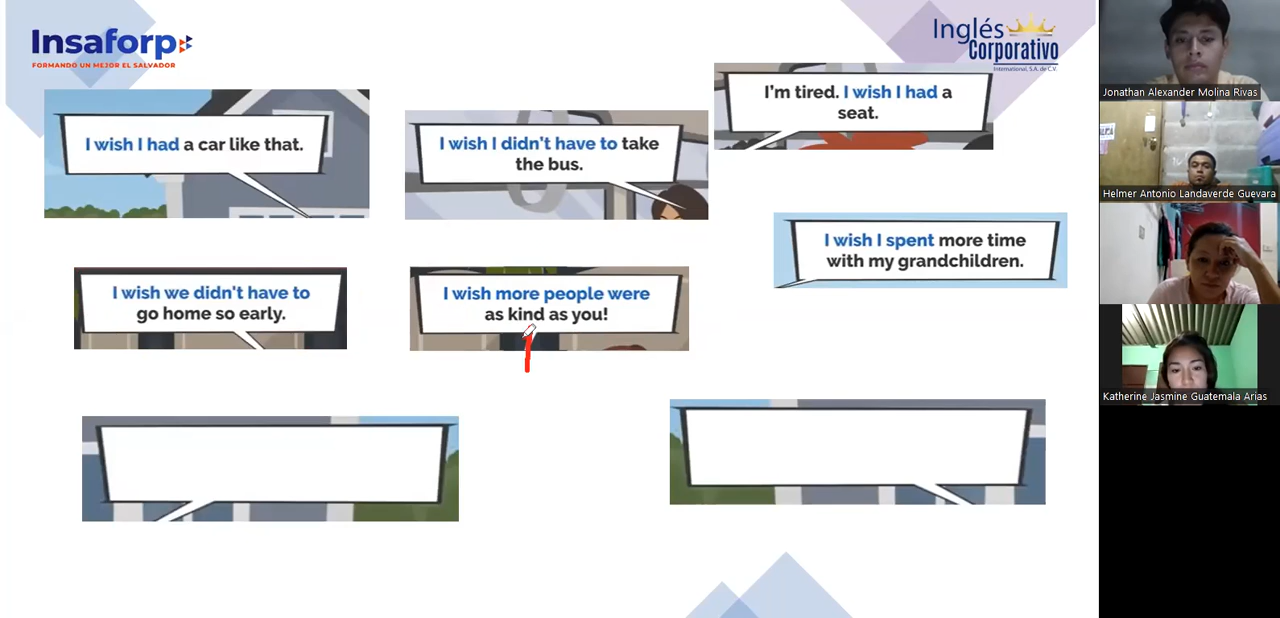 Insaforp
FORMANDO UN MEJOR EL SALVADOR
Inglés
Corporativo
International, S.A. de C.V.
I wish I had a car like that.
I wish I didn't have to take
the bus.
I'm tired. I wish I had a
seat.
I wish I spent more time
with my grandchildren.
I wish we didn't have to
go home so early.
I wish more people were
as kind as you!
Jonathan Alexander Molina Rivas
Helmer Antonio Landaverde Guevara
Katherine Jasmine Guatemala Arias